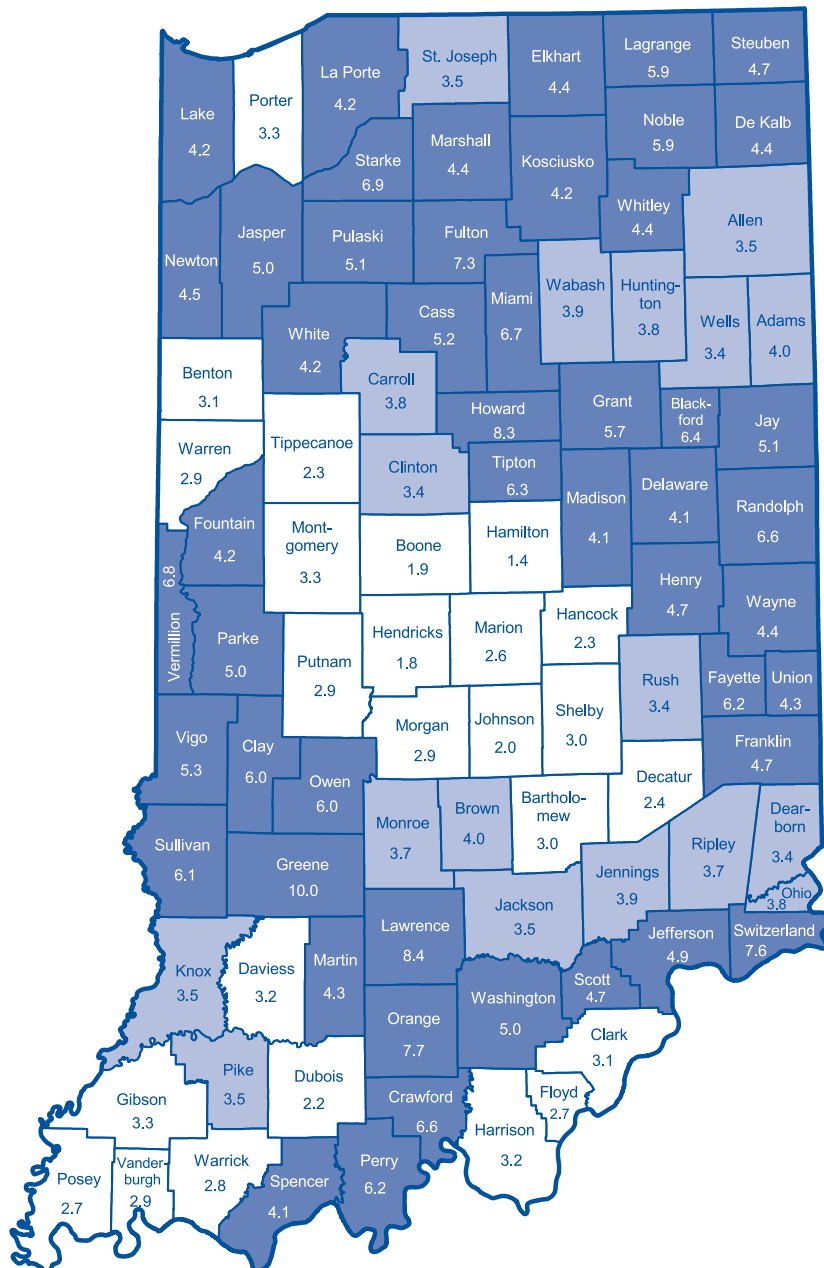 St. Joseph
3.5
Elkhart
4.4
Lagrange
5.9
Steuben
4.7
La Porte
4.2
Porter
3.3
Lake
4.2
Noble
5.9
De Kalb
4.4
Marshall
4.4
Starke
6.9
Kosciusko
4.2
Whitley
4.4
Allen
3.5
Jasper
5.0
Pulaski
5.1
Fulton
7.3
Newton
4.5
Wabash
3.9
Hunting-
ton
3.8
Miami
6.7
Cass
5.2
White
4.2
Wells
3.4
Adams
4.0
Benton
3.1
Carroll
3.8
Howard
8.3
Grant
5.7
Black-
ford
6.4
Jay
5.1
Warren
2.9
Tippecanoe
2.3
Clinton
3.4
Tipton
6.3
Madison
4.1
Delaware
4.1
Randolph
6.6
Fountain
4.2
Mont-
gomery
3.3
Boone
1.9
Hamilton
1.4
Henry
4.7
Wayne
4.4
Vermillion
6.8
Parke
5.0
Putnam
2.9
Hendricks
1.8
Marion
2.6
Hancock
2.3
Rush
3.4
Fayette
6.2
Union
4.3
Shelby
3.0
Morgan
2.9
Johnson
2.0
Franklin
4.7
Vigo
5.3
Clay
6.0
Owen
6.0
Decatur
2.4
Bartholo-
mew
3.0
Brown
4.0
Monroe
3.7
Dear-
born
3.4
Ripley
3.7
Sullivan
6.1
Greene
10.0
Jennings
3.9
Ohio
3.8
Jackson
3.5
Lawrence
8.4
Jefferson
4.9
Switzerland
7.6
Knox
3.5
Daviess
3.2
Martin
4.3
Scott
4.7
Washington
5.0
Orange
7.7
Clark
3.1
Pike
3.5
Dubois
2.2
Gibson
3.3
Crawford
6.6
Floyd
2.7
Harrison
3.2
Posey
2.7
Vander-
burgh
2.9
Warrick
2.8
Spencer
4.1
Perry
6.2